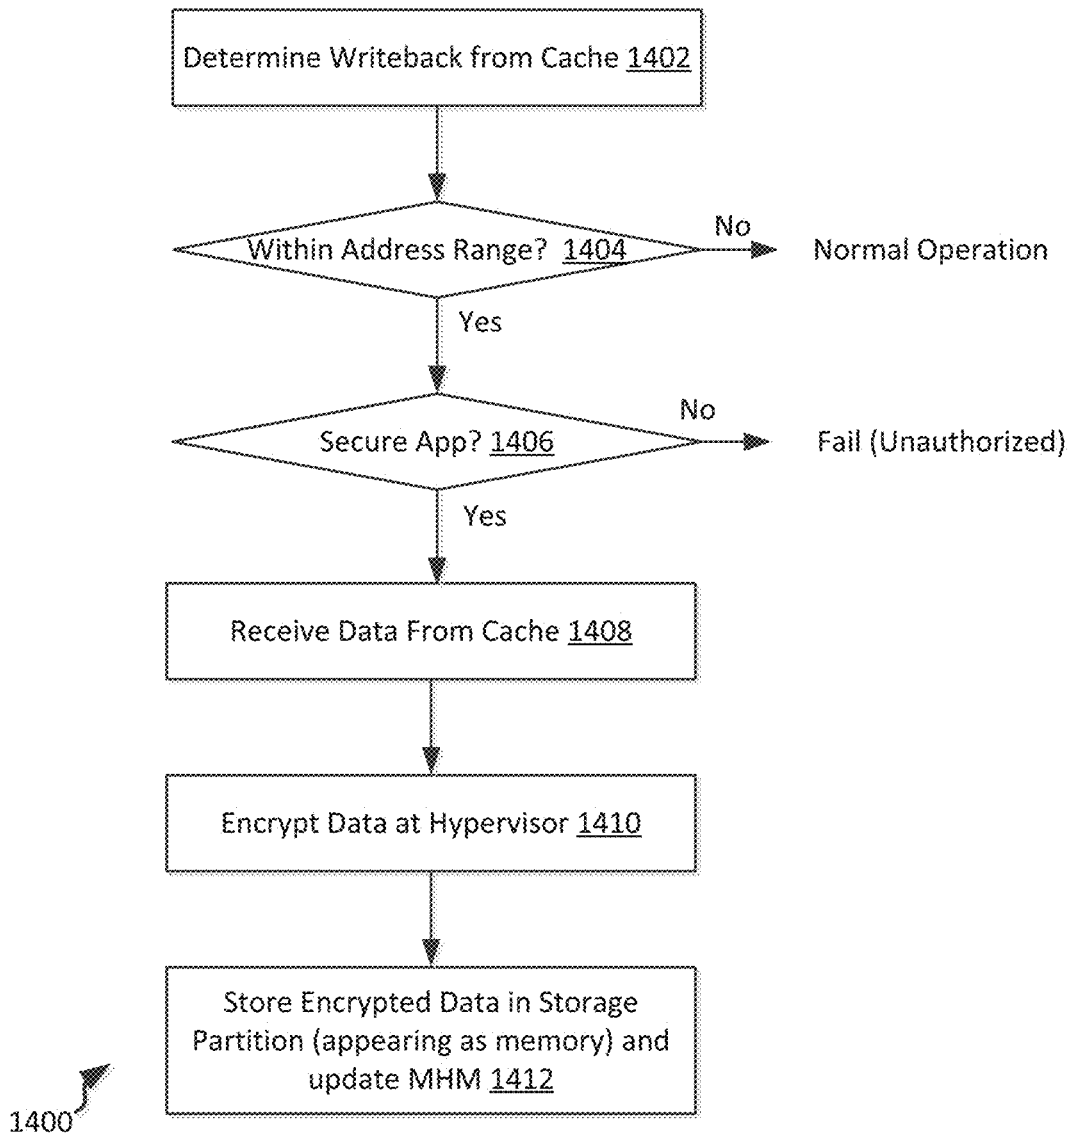 Determine Writeback from Cache 1402
Within Address Range? 1404
No
Normal Operation
Yes
Secure App? 1406
No
Fail (Unauthorized)
Yes
Receive Data From Cache 1408
Encrypt Data at Hypervisor 1410
Store Encrypted Data in Storage
Partition (appearing as memory) and
update MHM 1412
1400